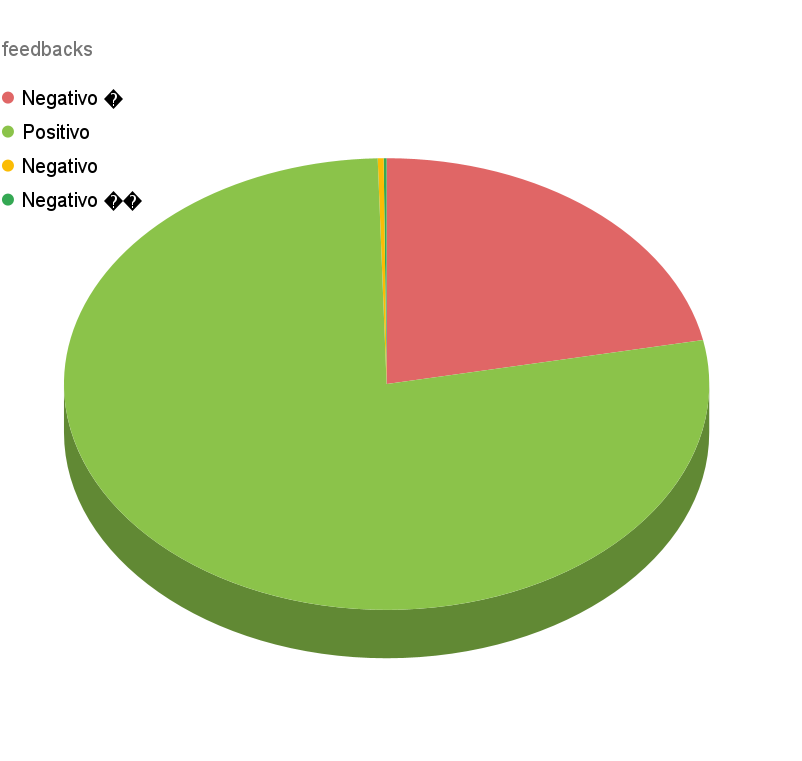 feedbacks
Negativo �
Positivo
Negativo
Negativo ��